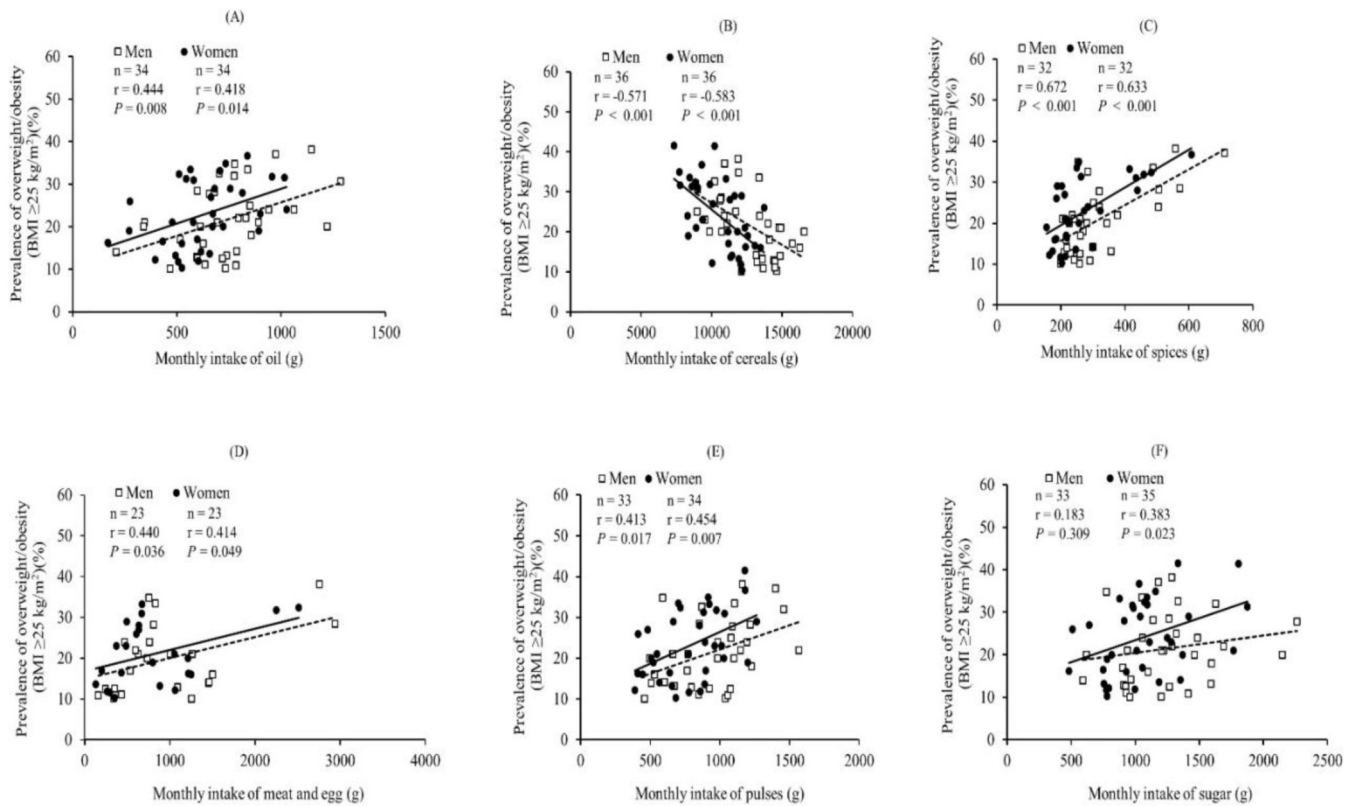 (A)
Prevalence of overweight/obesity
(BMI ≥25 kg/m²)(%)
□ Men ● Women
n = 34 n = 34
r = 0.444 r = 0.418
P = 0.008 P = 0.014
60
50
40
30
20
10
0
0 500 1000 1500
Monthly intake of oil (g)
(B)
Prevalence of overweight/obesity
(BMI ≥25 kg/m²)(%)
□ Men ● Women
n = 36 n = 36
r = -0.571 r = -0.583
P < 0.001 P < 0.001
60
50
40
30
20
10
0
0 5000 10000 15000 20000
Monthly intake of cereals (g)
(C)
Prevalence of overweight/obesity
(BMI ≥25 kg/m²)(%)
□ Men ● Women
n = 32 n = 32
r = 0.672 r = 0.633
P < 0.001 P < 0.001
60
50
40
30
20
10
0
0 200 400 600 800
Monthly intake of spices (g)
(D)
Prevalence of overweight/obesity
(BMI ≥25 kg/m²)(%)
□ Men ● Women
n = 23 n = 23
r = 0.440 r = 0.414
P = 0.036 P = 0.049
60
50
40
30
20
10
0
0 1000 2000 3000 4000
Monthly intake of meat and egg (g)
(E)
Prevalence of overweight/obesity
(BMI ≥25 kg/m²)(%)
□ Men ● Women
n = 33 n = 34
r = 0.413 r = 0.454
P = 0.017 P = 0.007
60
50
40
30
20
10
0
0 500 1000 1500 2000
Monthly intake of pulses (g)
(F)
Prevalence of overweight/obesity
(BMI ≥25 kg/m²)(%)
□ Men ● Women
n = 33 n = 35
r = 0.183 r = 0.383
P = 0.309 P = 0.023
60
50
40
30
20
10
0
0 500 1000 1500 2000 2500
Monthly intake of sugar (g)